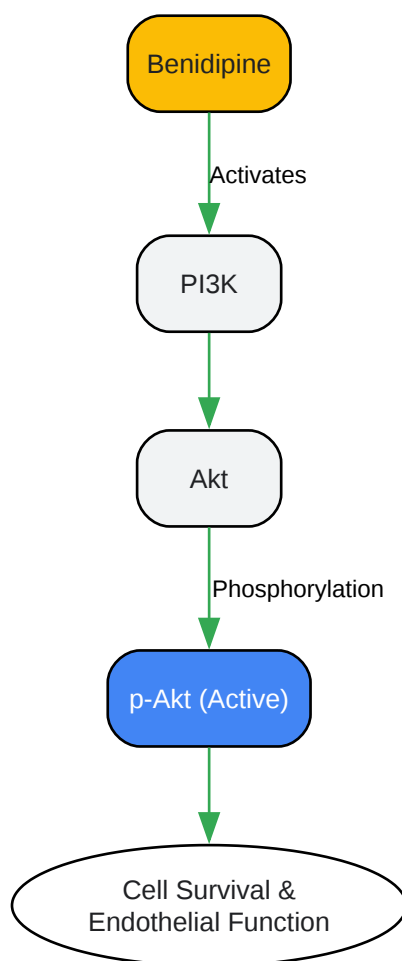 Benidipine
Activates
PI3K
Akt
Phosphorylation
p-Akt (Active)
Cell Survival &
Endothelial Function